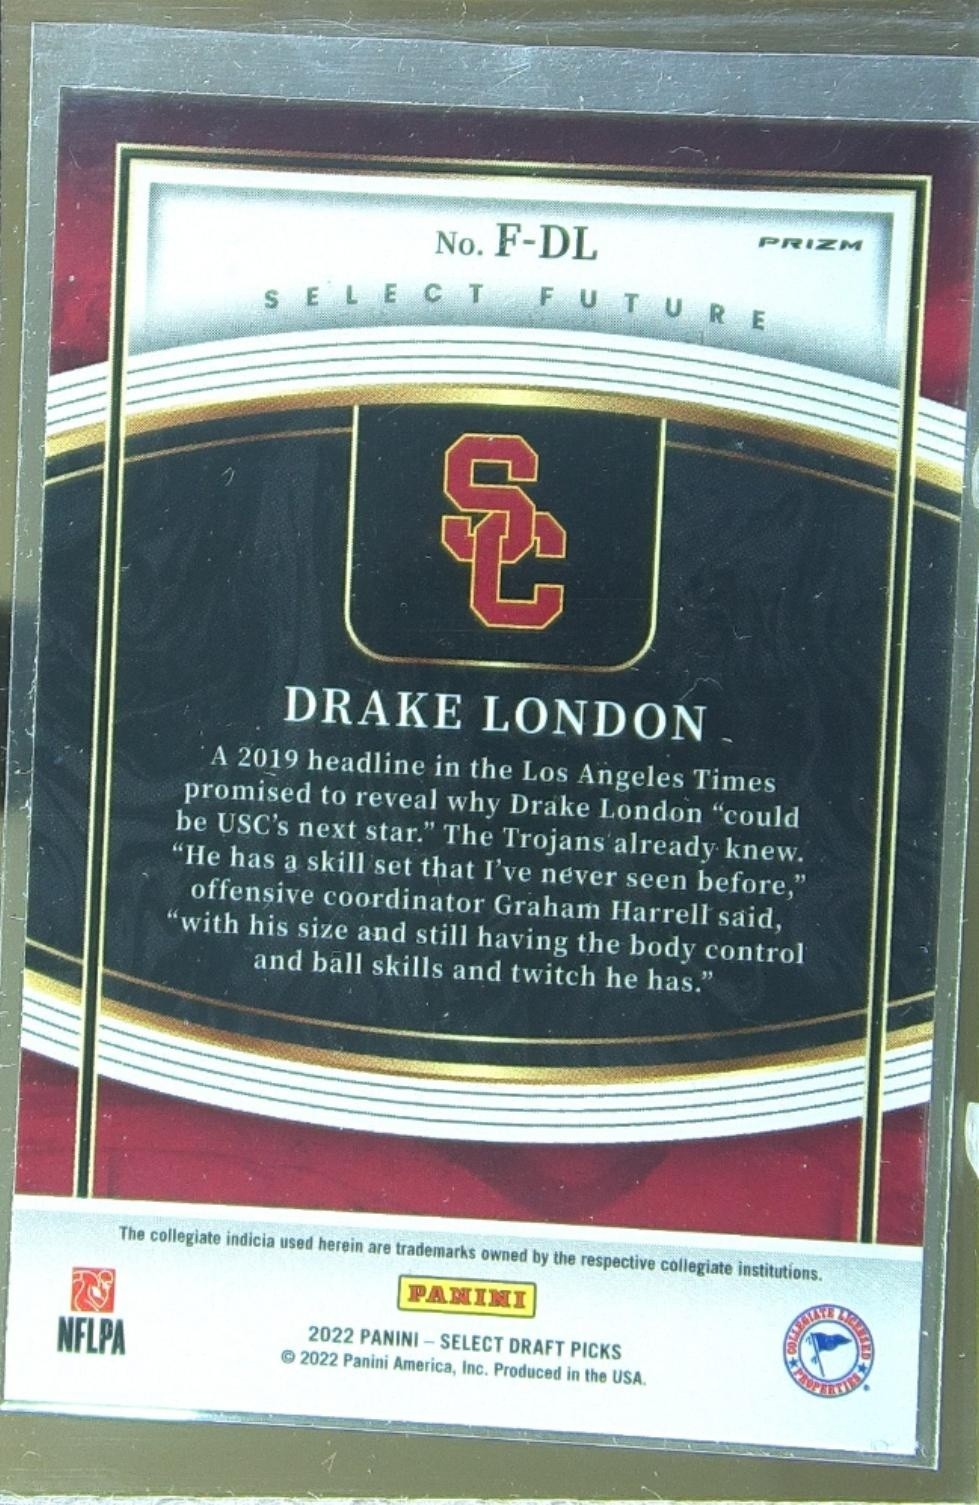 No. F-DL
PRIZM
SELECT FUTURE
SC
DRAKE LONDON
A 2019 headline in the Los Angeles Times
promised to reveal why Drake London “could
be USC’s next star.” The Trojans already knew.
“He has a skill set that I’ve never seen before,”
offensive coordinator Graham Harrell said,
“with his size and still having the body control
and ball skills and twitch he has.”
The collegiate indicia used herein are trademarks owned by the respective collegiate institutions.
PANINI
NFLPA
2022 PANINI – SELECT DRAFT PICKS
© 2022 Panini America, Inc. Produced in the USA.
COLLEGIATE LICENSED
PROPERTIES